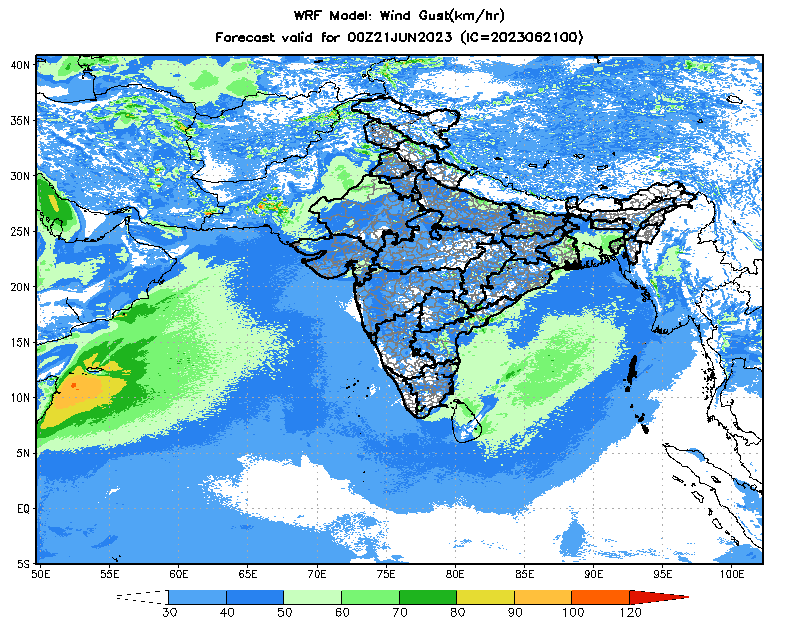 WRF Model: Wind Gust(km/hr)
Forecast valid for 00Z21JUN2023 (IC=2023062100)
40N
35N
30N
25N
20N
15N
10N
5N
EQ
5S
50E 55E 60E 65E 70E 75E 80E 85E 90E 95E 100E
30 40 50 60 70 80 90 100 120